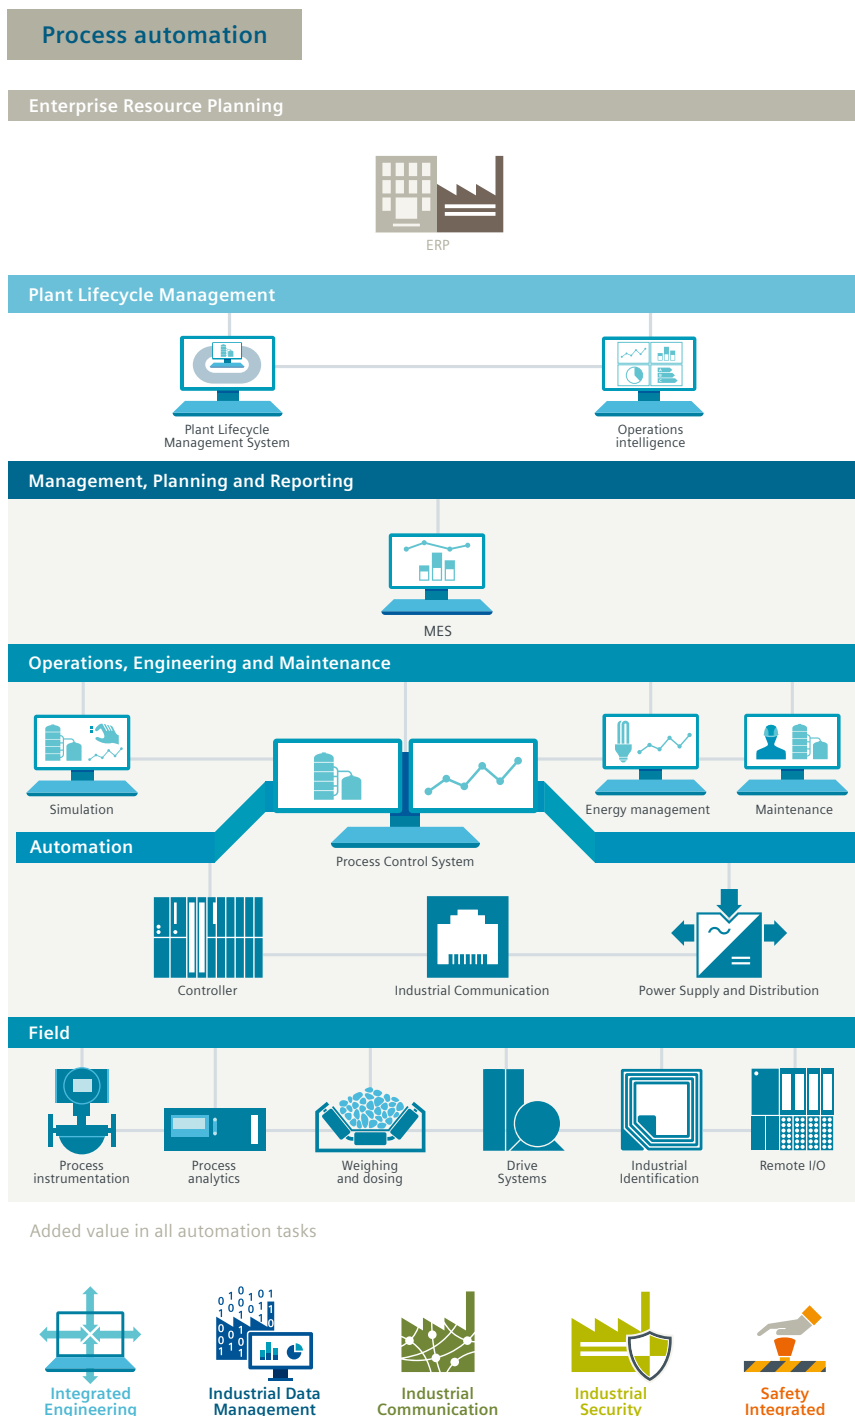 Process automation
Enterprise Resource Planning
ERP
Plant Lifecycle Management
Plant Lifecycle
Management System
Operations
intelligence
Management, Planning and Reporting
MES
Operations, Engineering and Maintenance
Simulation
Energy management
Maintenance
Automation
Process Control System
Controller
Industrial Communication
Power Supply and Distribution
Field
Process
instrumentation
Process
analytics
Weighing
and dosing
Drive
Systems
Industrial
Identification
Remote I/O
Added value in all automation tasks
Integrated
Engineering
Industrial Data
Management
Industrial
Communication
Industrial
Security
Safety
Integrated